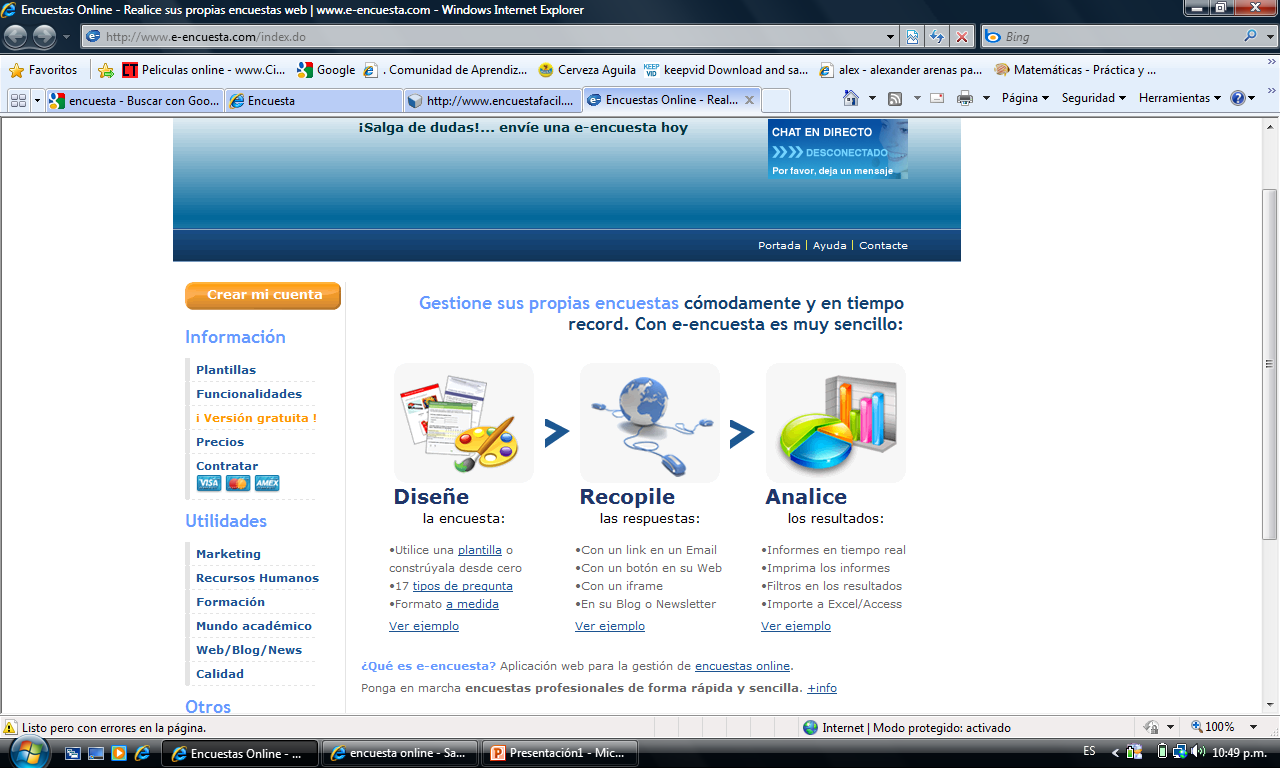 Encuestas Online - Realice sus propias encuestas web | www.e-encuesta.com - Windows Internet Explorer
http://www.e-encuesta.com/index.do
Bing
Favoritos
CT Peliculas online - www.Ci...
Google
. Comunidad de Aprendiz...
Cerveza Aguila
KEEP VID keepvid Download and sa...
alex - alexander arenas pa...
Matemáticas - Práctica y ...
encuesta - Buscar con Goo...
Encuesta
http://www.encuestafacil....
Encuestas Online - Real...
Página
Seguridad
Herramientas
¡Salga de dudas!... envíe una e-encuesta hoy
CHAT EN DIRECTO
DESCONECTADO
Por favor, deja un mensaje
Portada | Ayuda | Contacte
Crear mi cuenta
Información
Plantillas
Funcionalidades
¡ Versión gratuita !
Precios
Contratar
VISA MasterCard AMEX
Utilidades
Marketing
Recursos Humanos
Formación
Mundo académico
Web/Blog/News
Calidad
Otros
Gestione sus propias encuestas cómodamente y en tiempo
record. Con e-encuesta es muy sencillo:
Diseñe
la encuesta:
•Utilice una plantilla o
constrúyala desde cero
•17 tipos de pregunta
•Formato a medida
Ver ejemplo
Recopile
las respuestas:
•Con un link en un Email
•Con un botón en su Web
•Con un iframe
•En su Blog o Newsletter
Ver ejemplo
Analice
los resultados:
•Informes en tiempo real
•Imprima los informes
•Filtros en los resultados
•Importe a Excel/Access
Ver ejemplo
¿Qué es e-encuesta? Aplicación web para la gestión de encuestas online.
Ponga en marcha encuestas profesionales de forma rápida y sencilla. +info
Listo pero con errores en la página.
Internet | Modo protegido: activado
100%
Encuestas Online - ...
encuesta online - Sa...
Presentación1 - Mic...
ES
10:49 p.m.